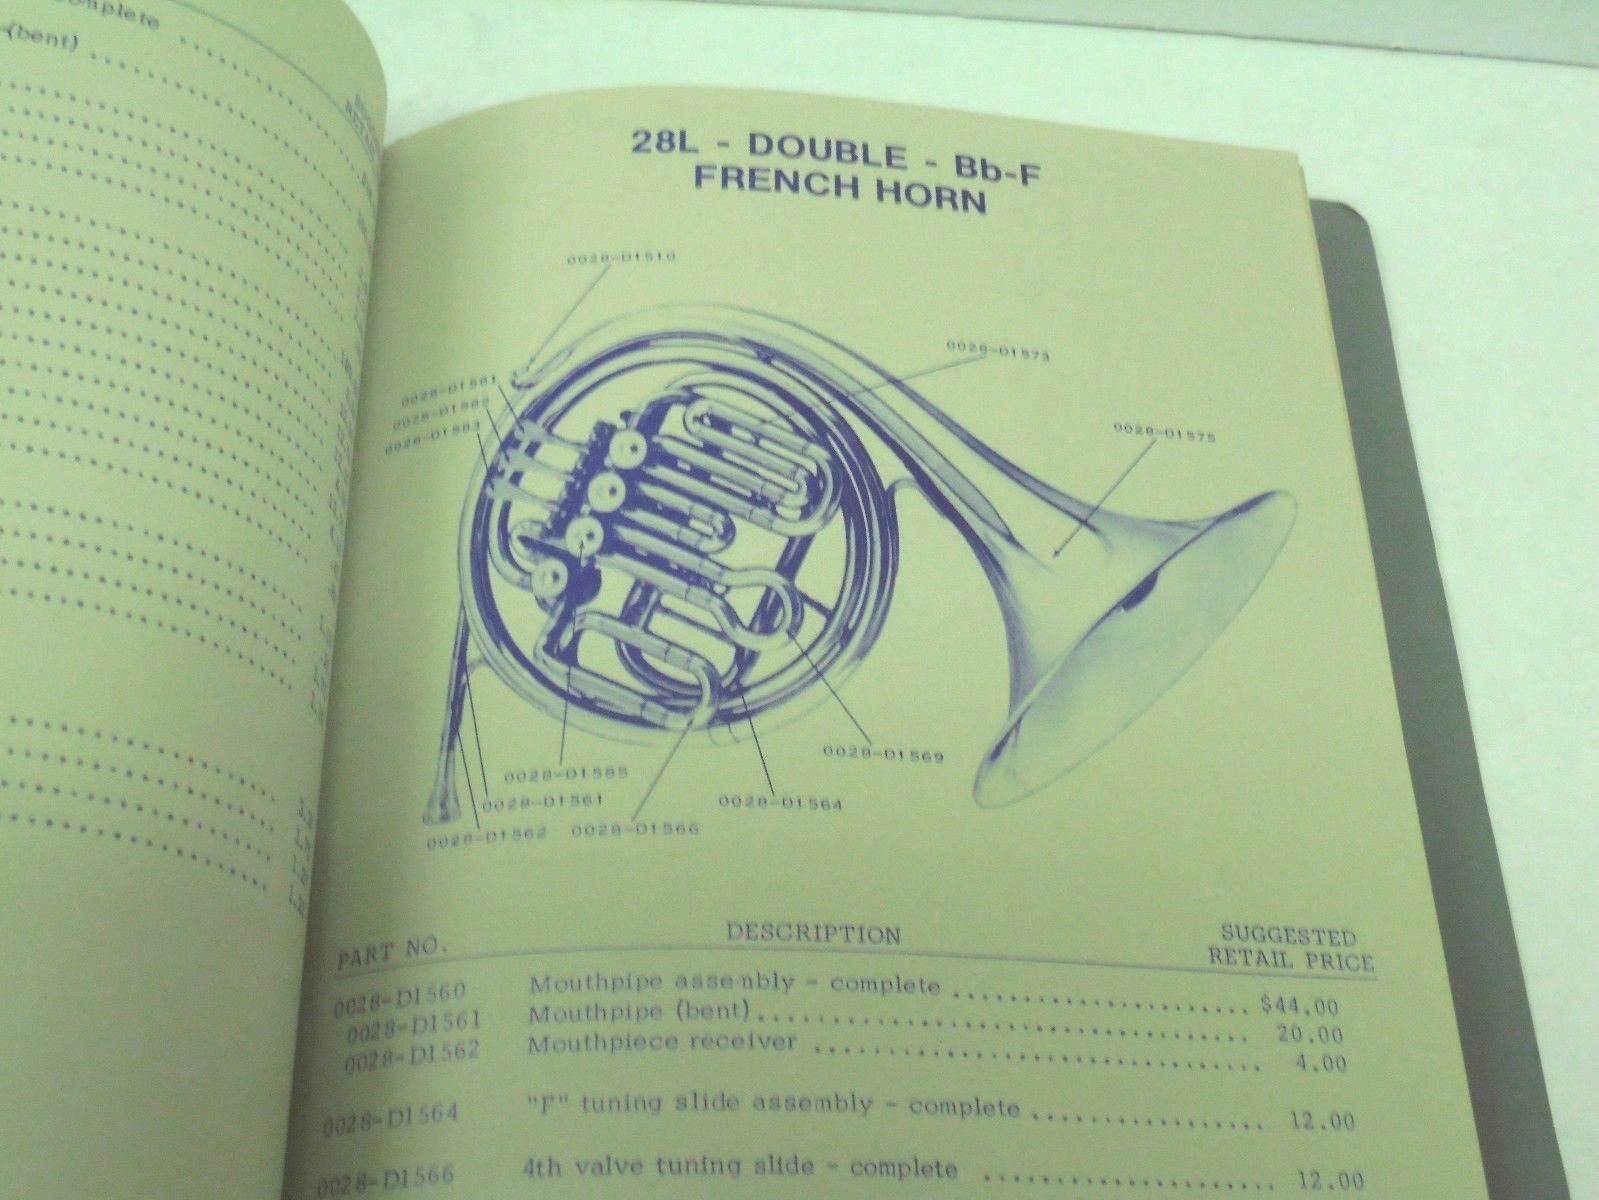 complete ..........
(bent) ..........
28L - DOUBLE - Bb-F
FRENCH HORN
0028-D1510
0028-D1573
0028-D1581
0028-D1582
0028-D1583
0028-D1575
0028-D1569
0028-D1585
0028-D1561
0028-D1564
0028-D1562 0028-D1566
PART NO. DESCRIPTION SUGGESTED
RETAIL PRICE
0028-D1560 Mouthpipe assembly - complete ...................... $44.00
0028-D1561 Mouthpipe (bent)................................... 20.00
0028-D1562 Mouthpiece receiver ............................... 4.00
0028-D1564 "F" tuning slide assembly - complete ................ 12.00
0028-D1566 4th valve tuning slide - complete .................... 12.00